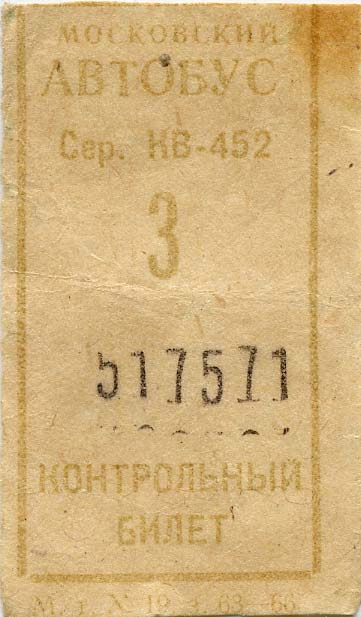 МОСКОВСКИЙ
АВТОБУС
Сер. КВ-452
3
517571
КОНТРОЛЬНЫЙ
БИЛЕТ